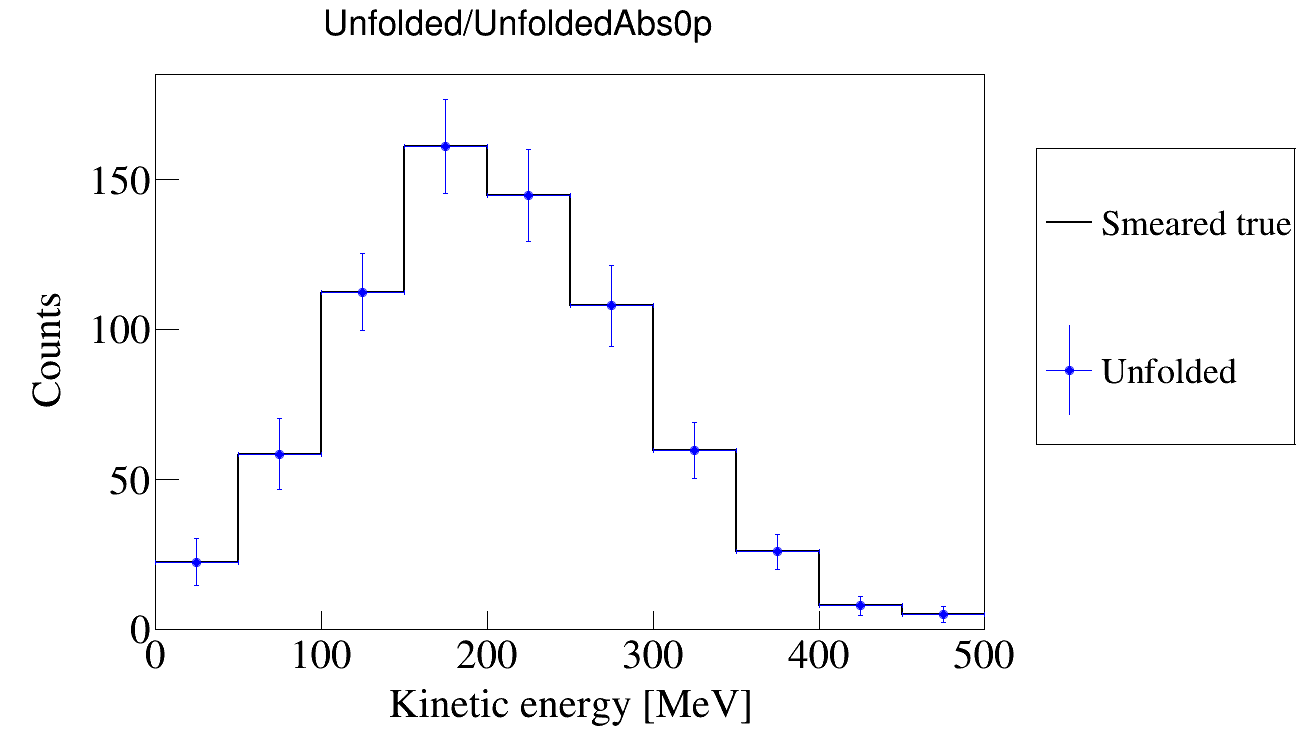 Unfolded/UnfoldedAbs0p
Counts
150
100
50
0
0 100 200 300 400 500
Kinetic energy [MeV]
Smeared true
Unfolded